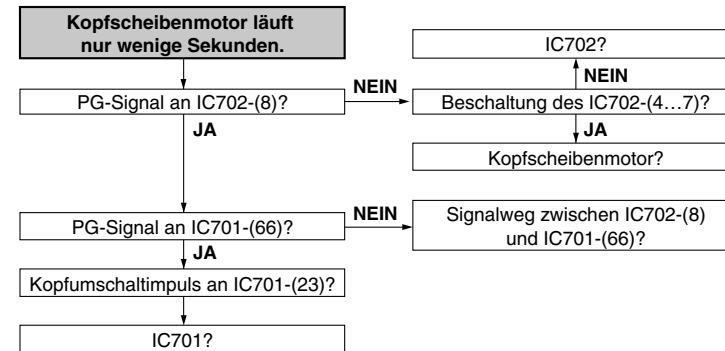 Kopfscheibenmotor läuft
nur wenige Sekunden.
IC702?
NEIN
PG-Signal an IC702-(8)?
NEIN
Beschaltung des IC702-(4...7)?
JA
JA
Kopfscheibenmotor?
PG-Signal an IC701-(66)?
NEIN
Signalweg zwischen IC702-(8)
und IC701-(66)?
JA
Kopfumschaltimpuls an IC701-(23)?
IC701?